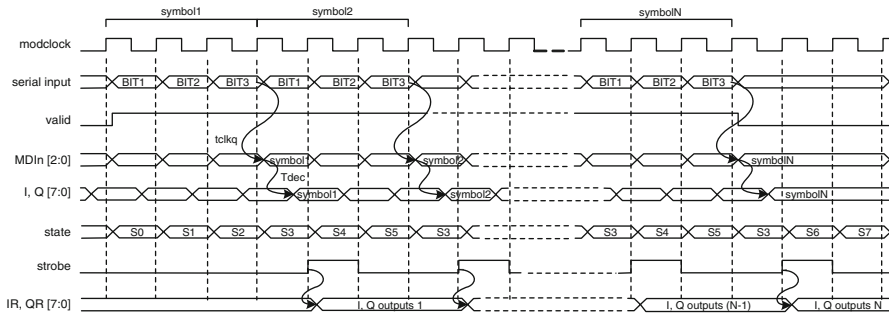 symbol1 symbol2 symbolN
modclock
serial input BIT1 BIT2 BIT3 BIT1 BIT2 BIT3 BIT1 BIT2 BIT3
valid
tclkq
MDIn [2:0] symbol1 symbol2 symbolN
Tdec
I, Q [7:0] symbol1 symbol2 symbolN
state S0 S1 S2 S3 S4 S5 S3 S3 S4 S5 S3 S6 S7
strobe
IR, QR [7:0] I, Q outputs 1 I, Q outputs (N-1) I, Q outputs N